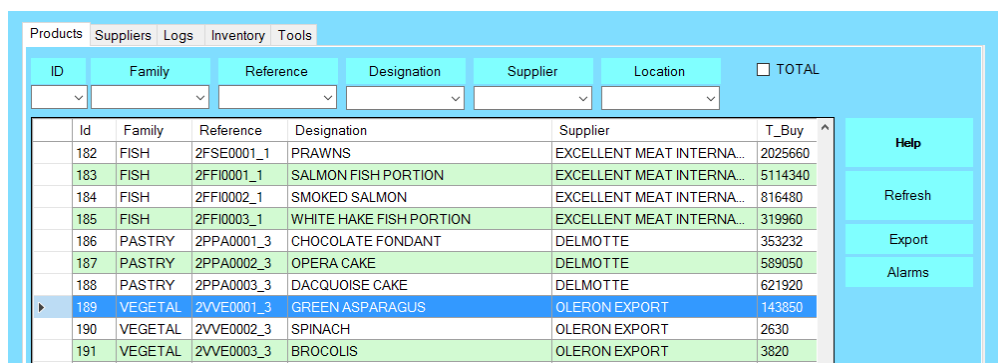 Products Suppliers Logs Inventory Tools
ID Family Reference Designation Supplier Location TOTAL
Id Family Reference Designation Supplier T_Buy
182 FISH 2FSE0001_1 PRAWNS EXCELLENT MEAT INTERNA... 2025660
183 FISH 2FFI0001_1 SALMON FISH PORTION EXCELLENT MEAT INTERNA... 5114340
184 FISH 2FFI0002_1 SMOKED SALMON EXCELLENT MEAT INTERNA... 816480
185 FISH 2FFI0003_1 WHITE HAKE FISH PORTION EXCELLENT MEAT INTERNA... 319960
186 PASTRY 2PPA0001_3 CHOCOLATE FONDANT DELMOTTE 353232
187 PASTRY 2PPA0002_3 OPERA CAKE DELMOTTE 589050
188 PASTRY 2PPA0003_3 DACQUOISE CAKE DELMOTTE 621920
189 VEGETAL 2VVE0001_3 GREEN ASPARAGUS OLERON EXPORT 143850
190 VEGETAL 2VVE0002_3 SPINACH OLERON EXPORT 2630
191 VEGETAL 2VVE0003_3 BROCOLIS OLERON EXPORT 3820
Help
Refresh
Export
Alarms